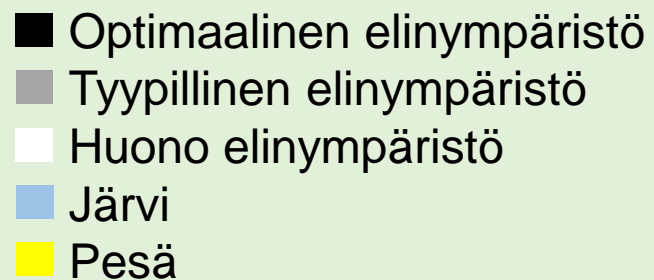 Optimaalinen elinympäristö
Tyypillinen elinympäristö
Huono elinympäristö
Järvi
Pesä